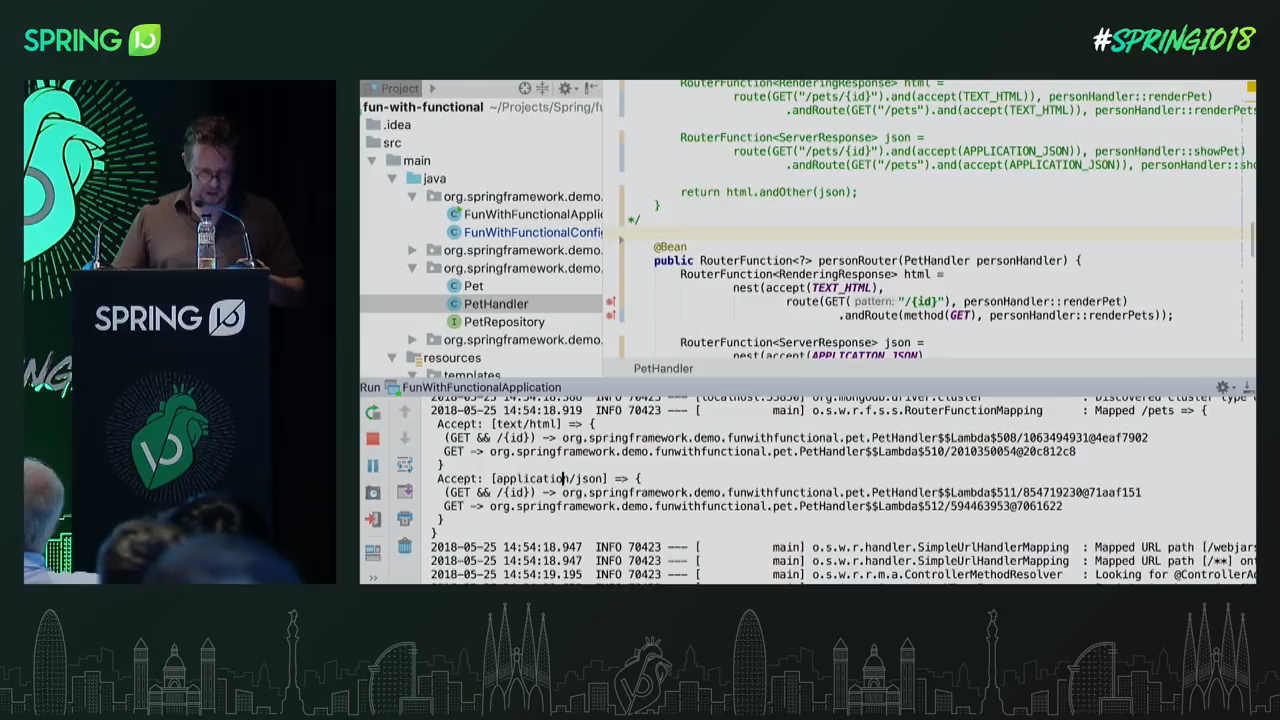 SPRING IO
#SPRINGIO18
Project
fun-with-functional ~/Projects/Spring/fu
.idea
src
main
java
org.springframework.demo.
FunWithFunctionalApplic
FunWithFunctionalConfig
org.springframework.demo.
org.springframework.demo.
Pet
PetHandler
PetRepository
org.springframework.demo.
resources
templates
RouterFunction<RenderingResponse> html =
route(GET("/pets/{id}").and(accept(TEXT_HTML)), personHandler::renderPet)
.andRoute(GET("/pets").and(accept(TEXT_HTML)), personHandler::renderPets
RouterFunction<ServerResponse> json =
route(GET("/pets/{id}").and(accept(APPLICATION_JSON)), personHandler::showPet)
.andRoute(GET("/pets").and(accept(APPLICATION_JSON)), personHandler::sho
return html.andOther(json);
}
*/
@Bean
public RouterFunction<?> personRouter(PetHandler personHandler) {
RouterFunction<RenderingResponse> html =
nest(accept(TEXT_HTML),
route(GET( pattern: "/{id}"), personHandler::renderPet)
.andRoute(method(GET), personHandler::renderPets));
RouterFunction<ServerResponse> json =
nest(accept(APPLICATION_JSON)
PetHandler
Run FunWithFunctionalApplication
2018-05-25 14:54:18.919 INFO 70423 --- [ main] o.s.w.r.f.s.s.RouterFunctionMapping : Mapped /pets => {
Accept: [text/html] => {
(GET && /{id}) -> org.springframework.demo.funwithfunctional.pet.PetHandler$$Lambda$508/1063494931@4eaf7902
GET -> org.springframework.demo.funwithfunctional.pet.PetHandler$$Lambda$510/2010350054@20c812c8
}
Accept: [application/json] => {
(GET && /{id}) -> org.springframework.demo.funwithfunctional.pet.PetHandler$$Lambda$511/854719230@71aaf151
GET -> org.springframework.demo.funwithfunctional.pet.PetHandler$$Lambda$512/594463953@7061622
}
}
2018-05-25 14:54:18.947 INFO 70423 --- [ main] o.s.w.r.handler.SimpleUrlHandlerMapping : Mapped URL path [/webjars
2018-05-25 14:54:18.947 INFO 70423 --- [ main] o.s.w.r.handler.SimpleUrlHandlerMapping : Mapped URL path [/**] ont
2018-05-25 14:54:19.195 INFO 70423 --- [ main] o.s.w.r.r.m.a.ControllerMethodResolver : Looking for @ControllerAd
SPRING IO